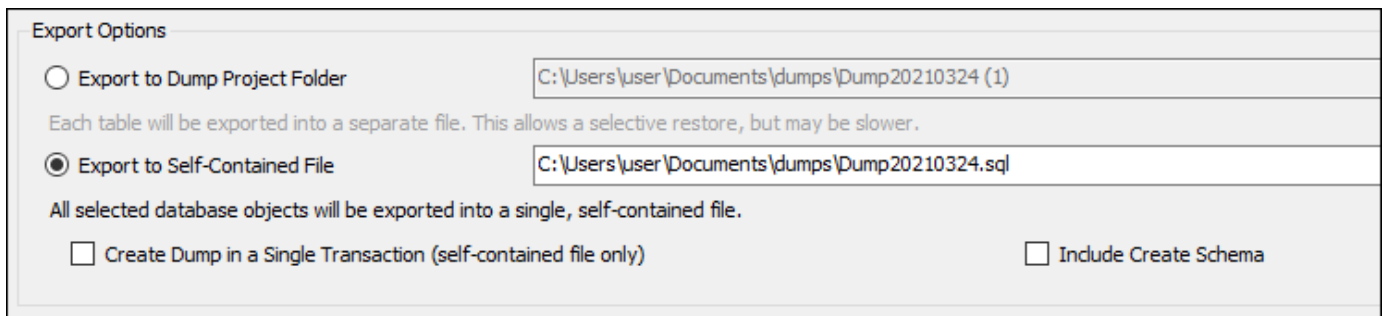 Export Options
Export to Dump Project Folder C:\Users\user\Documents\dumps\Dump20210324 (1)
Each table will be exported into a separate file. This allows a selective restore, but may be slower.
Export to Self-Contained File C:\Users\user\Documents\dumps\Dump20210324.sql
All selected database objects will be exported into a single, self-contained file.
Create Dump in a Single Transaction (self-contained file only) Include Create Schema